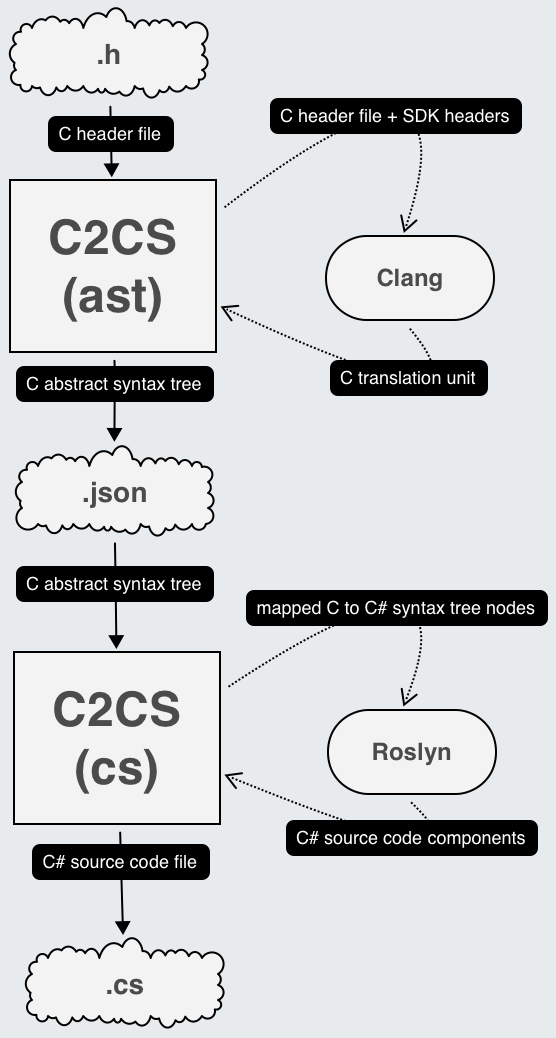 .h
C header file
C header file + SDK headers
C2CS
(ast)
Clang
C translation unit
C abstract syntax tree
.json
C abstract syntax tree
mapped C to C# syntax tree nodes
C2CS
(cs)
Roslyn
C# source code components
C# source code file
.cs